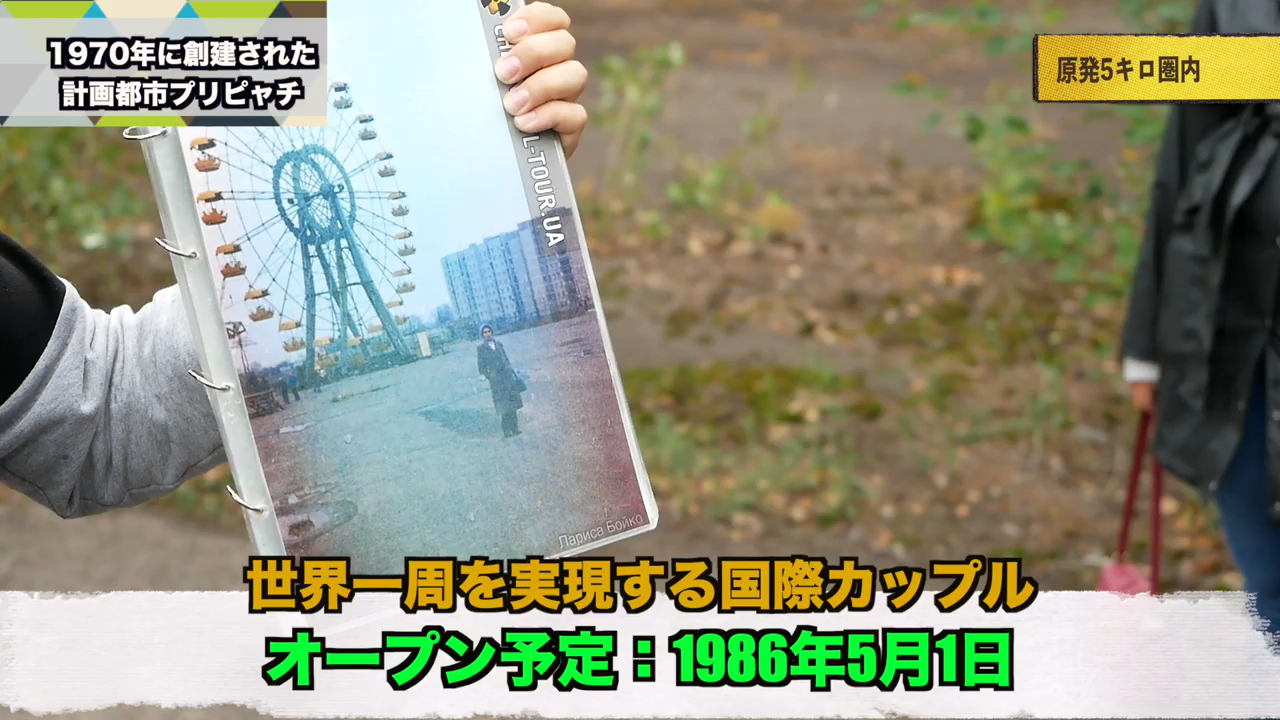 1970年に創建された
計画都市プリピャチ
原発5キロ圏内
L-TOUR.UA
Лариса Бойко
世界一周を実現する国際カップル
オープン予定：1986年5月1日